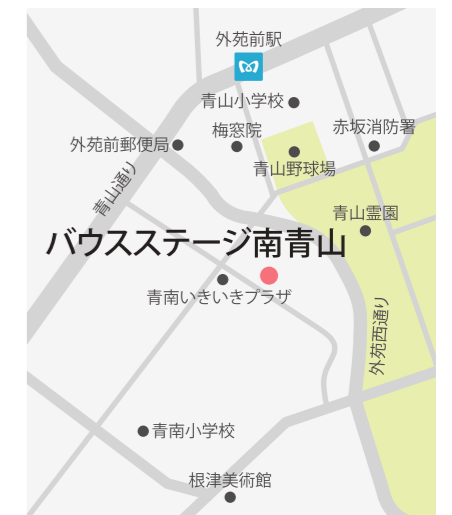 外苑前駅
青山小学校
梅窓院
赤坂消防署
外苑前郵便局
青山野球場
青山通り
青山霊園
バウスステージ南青山
青南いきいきプラザ
外苑西通り
青南小学校
根津美術館